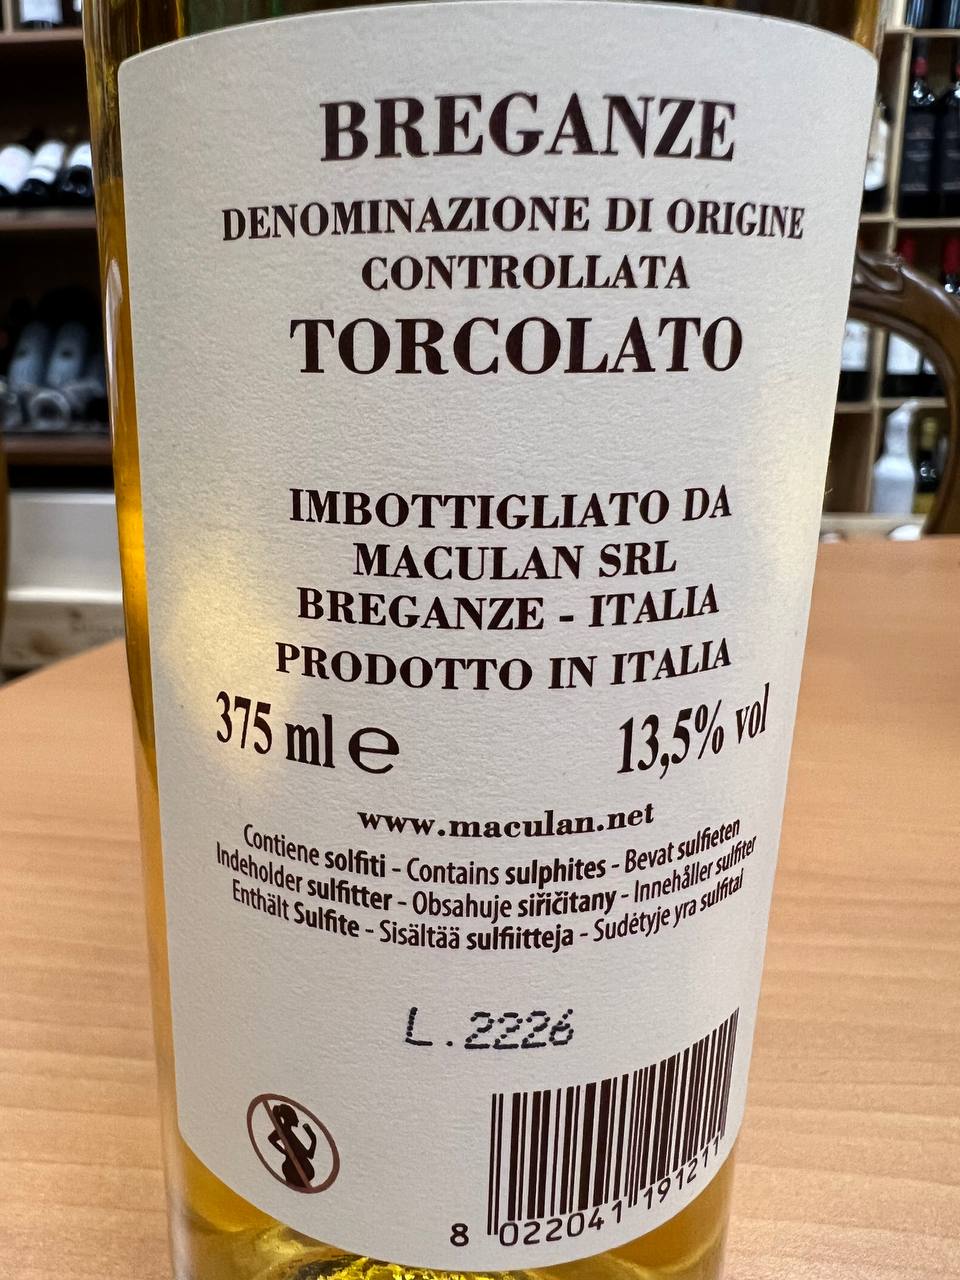 BREGANZE
DENOMINAZIONE DI ORIGINE
CONTROLLATA
TORCOLATO
IMBOTTIGLIATO DA
MACULAN SRL
BREGANZE - ITALIA
PRODOTTO IN ITALIA
375 ml e 13,5% vol
www.maculan.net
Contiene solfiti - Contains sulphites - Bevat sulfieten
Indeholder sulfitter - Obsahuje siřičitany - Innehåller sulfiter
Enthält Sulfite - Sisältää sulfiitteja - Sudėtyje yra sulfitai
L.2226
8 022041 191211